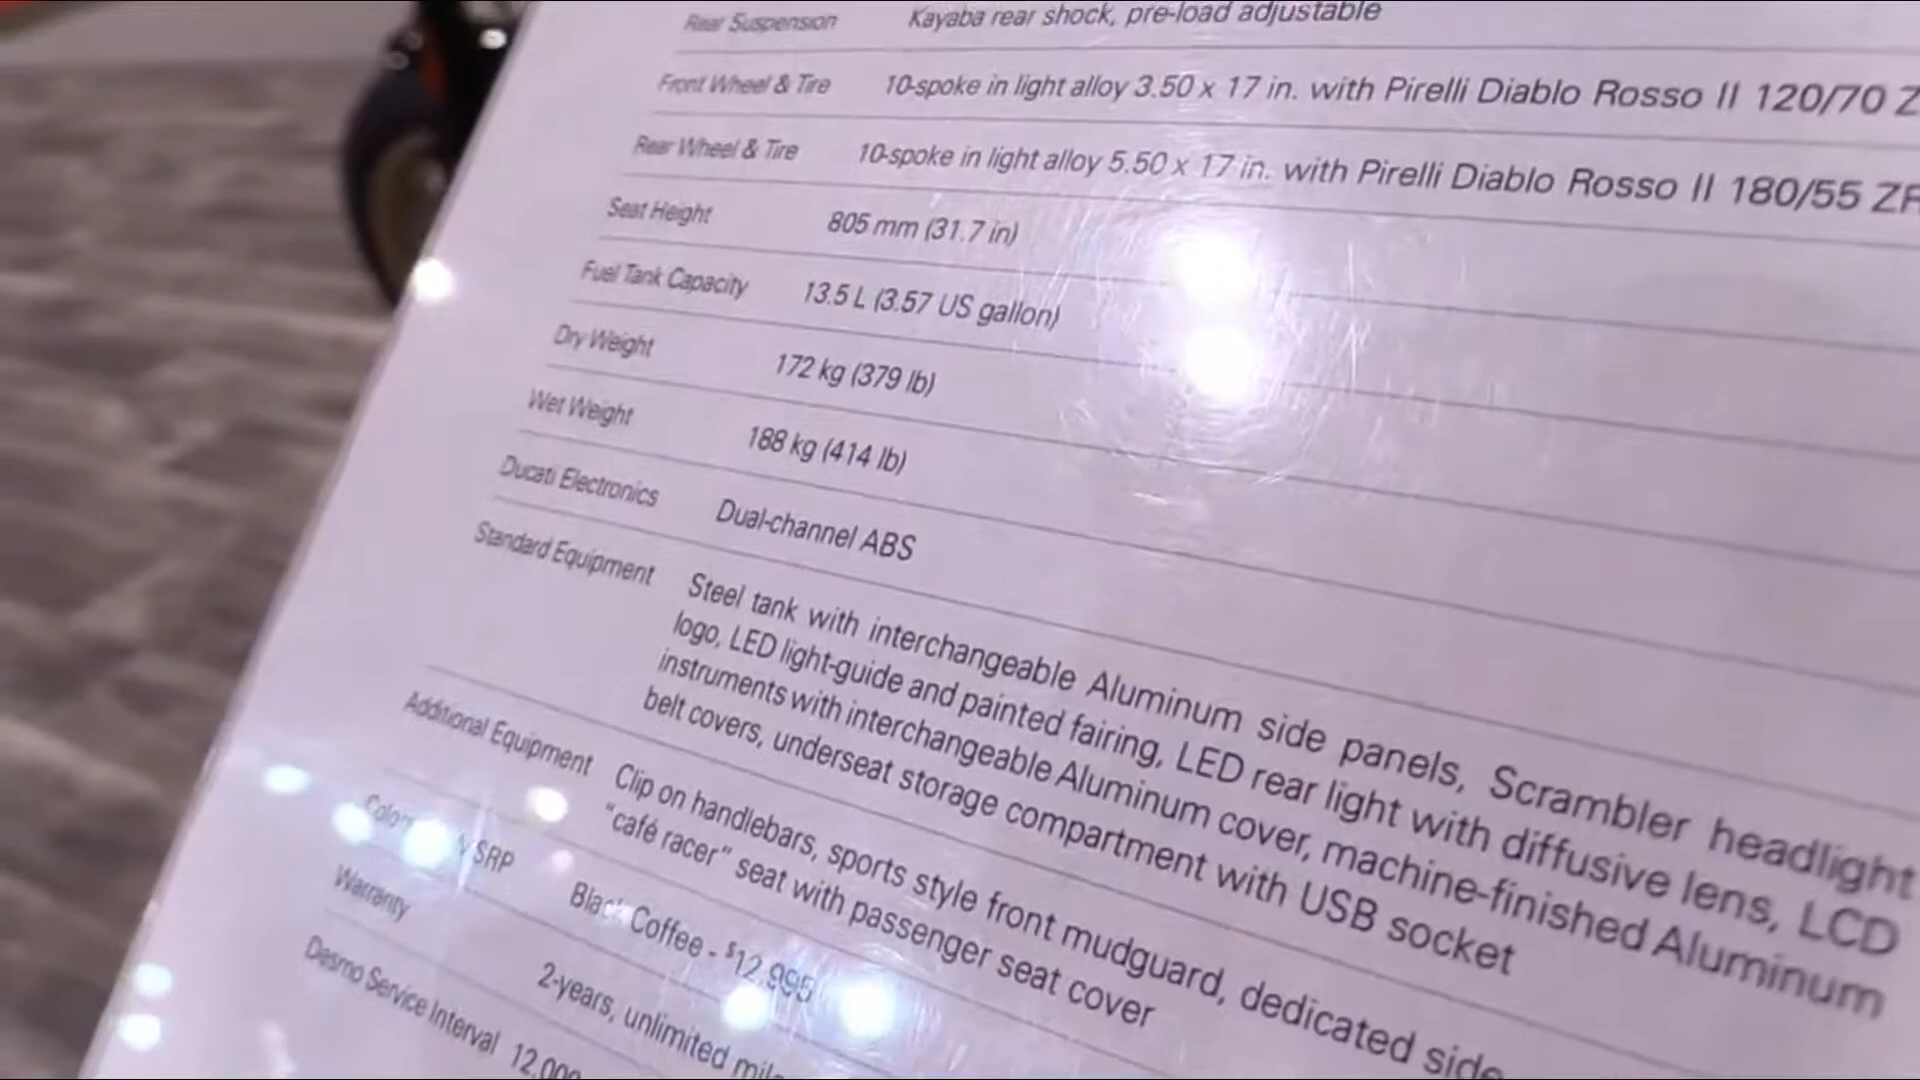 Rear Suspension Kayaba rear shock, pre-load adjustable
Front Wheel & Tire 10-spoke in light alloy 3.50 x 17 in. with Pirelli Diablo Rosso II 120/70 Z
Rear Wheel & Tire 10-spoke in light alloy 5.50 x 17 in. with Pirelli Diablo Rosso II 180/55 ZR
Seat Height 805 mm (31.7 in)
Fuel Tank Capacity 13.5 L (3.57 US gallon)
Dry Weight 172 kg (379 lb)
Wet Weight 188 kg (414 lb)
Ducati Electronics Dual-channel ABS
Standard Equipment Steel tank with interchangeable Aluminum side panels, Scrambler headlight
logo, LED light-guide and painted fairing, LED rear light with diffusive lens, LCD
instruments with interchangeable Aluminum cover, machine-finished Aluminum
belt covers, underseat storage compartment with USB socket
Additional Equipment Clip on handlebars, sports style front mudguard, dedicated side
"café racer" seat with passenger seat cover
SRP Black Coffee - $12,995
Warranty 2-years, unlimited mil
Desmo Service Interval 12,000